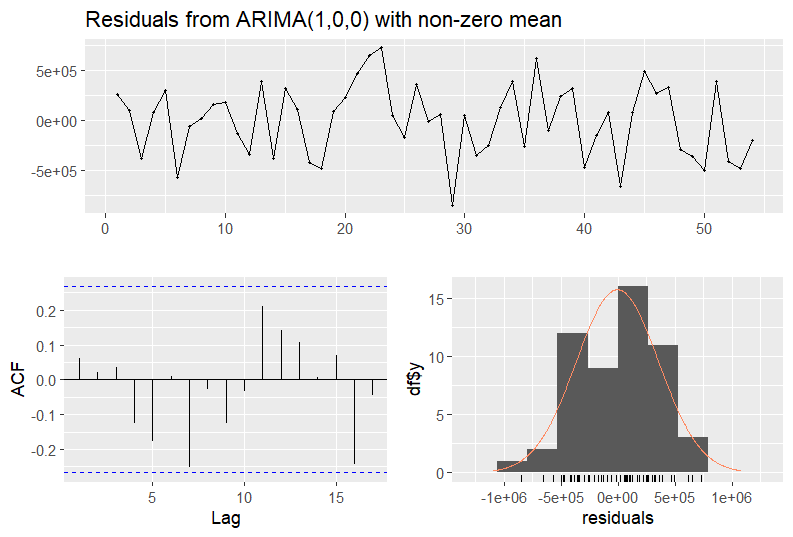 Residuals from ARIMA(1,0,0) with non-zero mean
5e+05
0e+00
-5e+05
0 10 20 30 40 50
ACF
0.2
0.1
0.0
-0.1
-0.2
5 10 15
Lag
df$y
15
10
5
0
-1e+06 -5e+05 0e+00 5e+05 1e+06
residuals